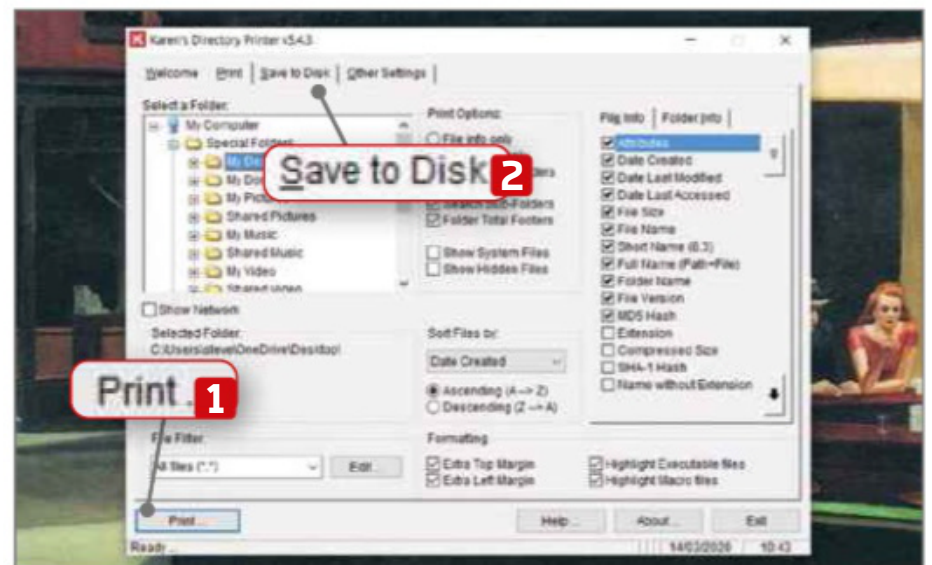 Karen's Directory Printer v5.4.3
Welcome Print Save to Disk Other Settings
Select a Folder:
My Computer
Special Folders
My Pictures
Shared Pictures
My Music
Shared Music
My Video
Shared Video
Show Network
Selected Folder:
C:\Users\steve\OneDrive\Desktop\
File Filter:
All files (*.*)
Edit...
Print Options:
File info only
Search Sub-Folders
Folder Total Footers
Show System Files
Show Hidden Files
Sort Files by:
Date Created
Ascending (A --> Z)
Descending (Z --> A)
File Info Folder Info
Attributes
Date Created
Date Last Modified
Date Last Accessed
File Size
File Name
Short Name (8.3)
Full Name (Path+File)
Folder Name
File Version
MD5 Hash
Extension
Compressed Size
SHA-1 Hash
Name without Extension
Formatting
Extra Top Margin
Extra Left Margin
Highlight Executable files
Highlight Macro files
Print...
Help...
About...
Exit
Ready...
14/03/2020
10:43
Save to Disk 2
Print . 1